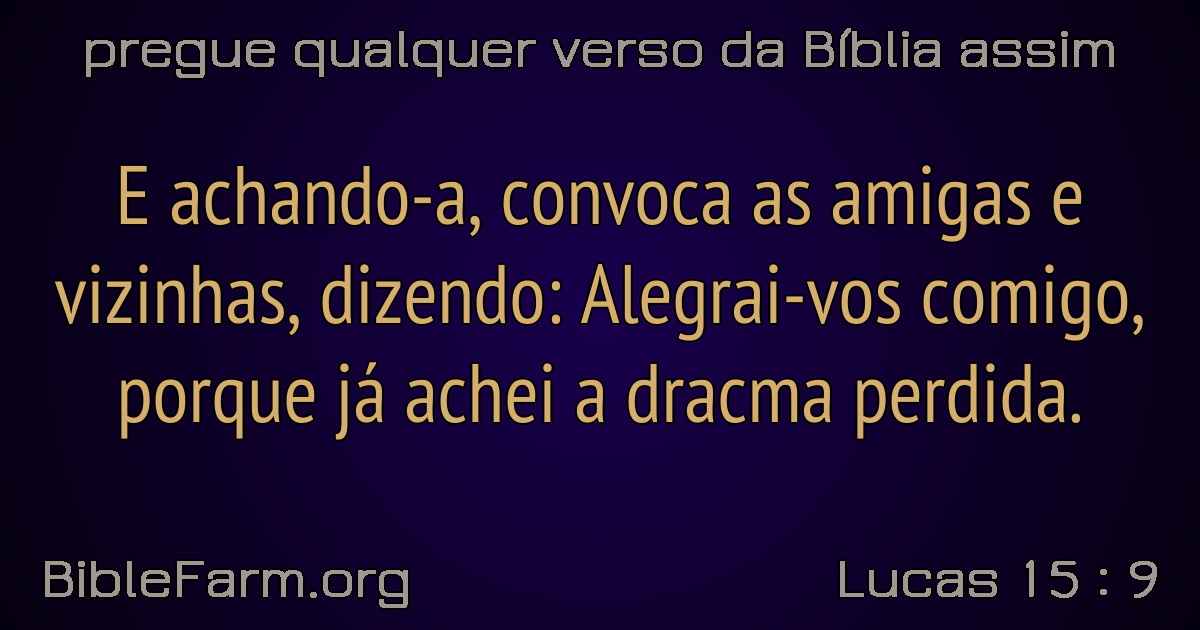 pregue qualquer verso da Bíblia assim
E achando-a, convoca as amigas e
vizinhas, dizendo: Alegrai-vos comigo,
porque já achei a dracma perdida.
BibleFarm.org
Lucas 15 : 9